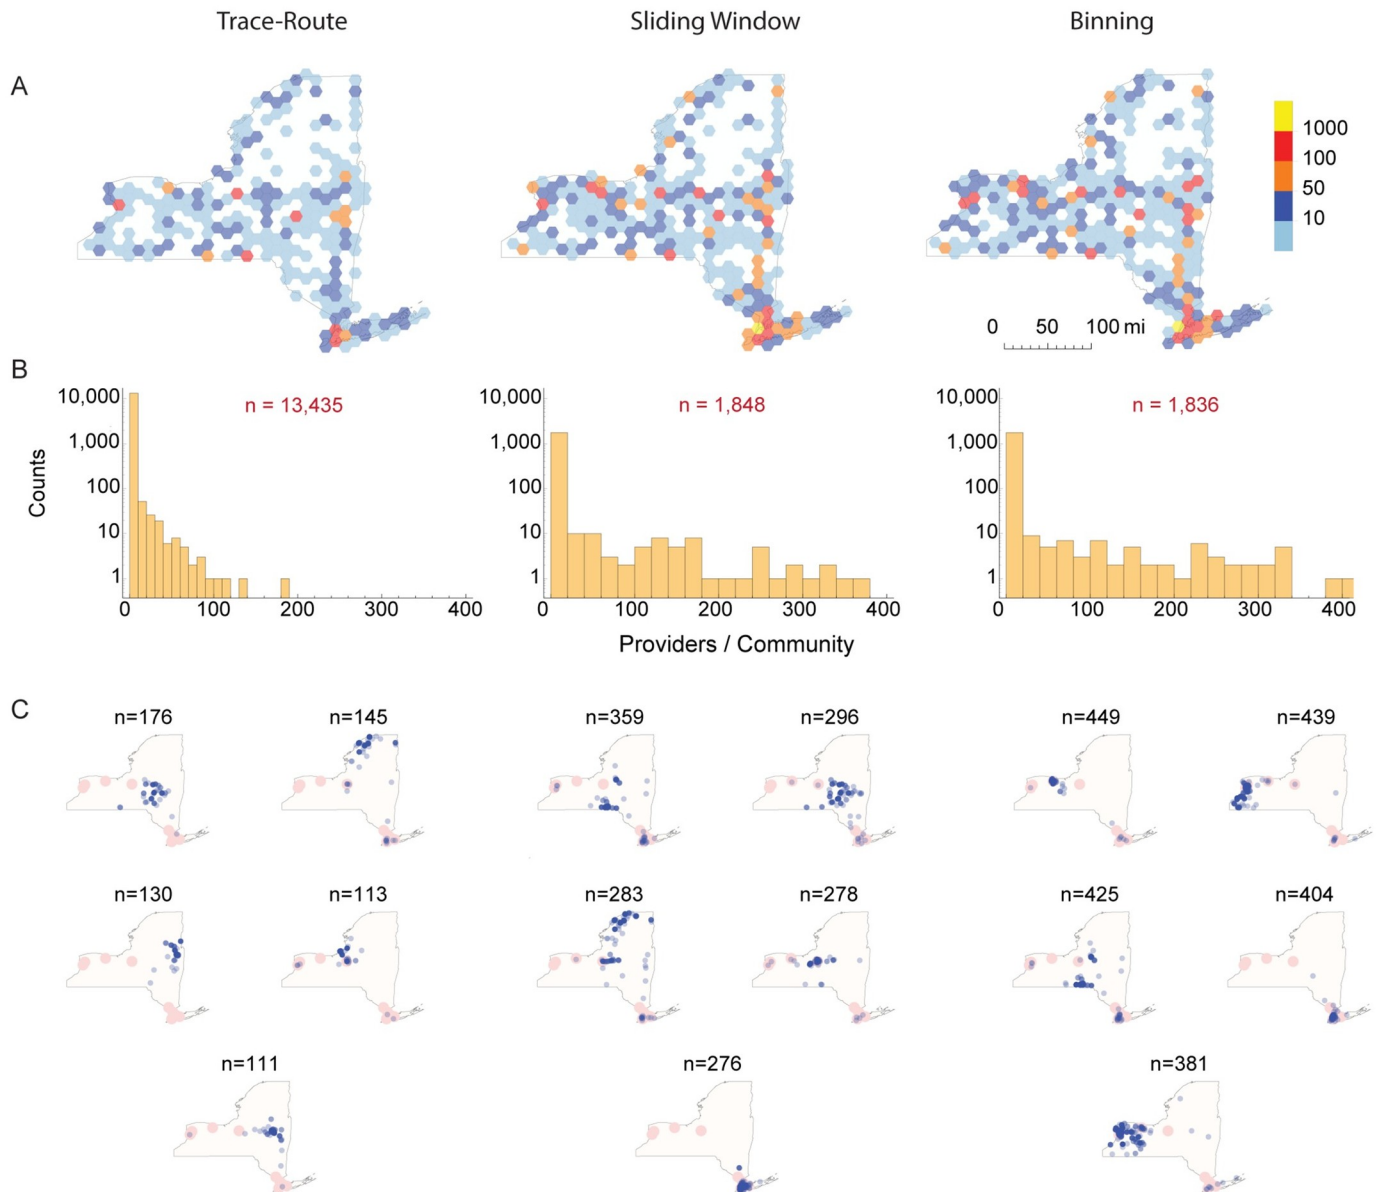 Trace-Route Sliding Window Binning
A
1000
100
50
10
0 50 100 mi
B
10,000 n = 13,435 10,000 n = 1,848 10,000 n = 1,836
1,000 1,000 1,000
100 100 100
10 10 10
1 1 1
Counts
0 100 200 300 400 0 100 200 300 400 0 100 200 300 400
Providers / Community
C
n=176 n=145 n=359 n=296 n=449 n=439
n=130 n=113 n=283 n=278 n=425 n=404
n=111 n=276 n=381